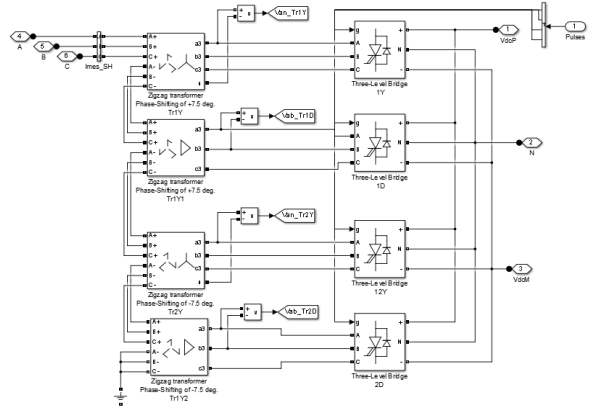 4
A
5
B
6
C
Imes_SH
A+
B+
C+
A-
B-
C-
a3
b3
c3
n
Zigzag transformer
Phase-Shifting of +7.5 deg.
Tr1Y
+
-
v
Van_Tr1Y
g
A
B
C
+
N
-
Three-Level Bridge
1Y
1
VdcP
1
Pulses
A+
B+
C+
A-
B-
C-
a3
b3
c3
Zigzag transformer
Phase-Shifting of +7.5 deg.
Tr1Y1
+
-
v
Vab_Tr1D
g
A
B
C
+
N
-
Three-Level Bridge
1D
2
N
A+
B+
C+
A-
B-
C-
a3
b3
c3
n
Zigzag transformer
Phase-Shifting of -7.5 deg.
Tr2Y
+
-
v
Van_Tr2Y
g
A
B
C
+
N
-
Three-Level Bridge
12Y
3
VdcM
A+
B+
C+
A-
B-
C-
a3
b3
c3
Zigzag transformer
Phase-Shifting of -7.5 deg.
Tr1Y2
+
-
v
Vab_Tr2D
g
A
B
C
+
N
-
Three-Level Bridge
2D